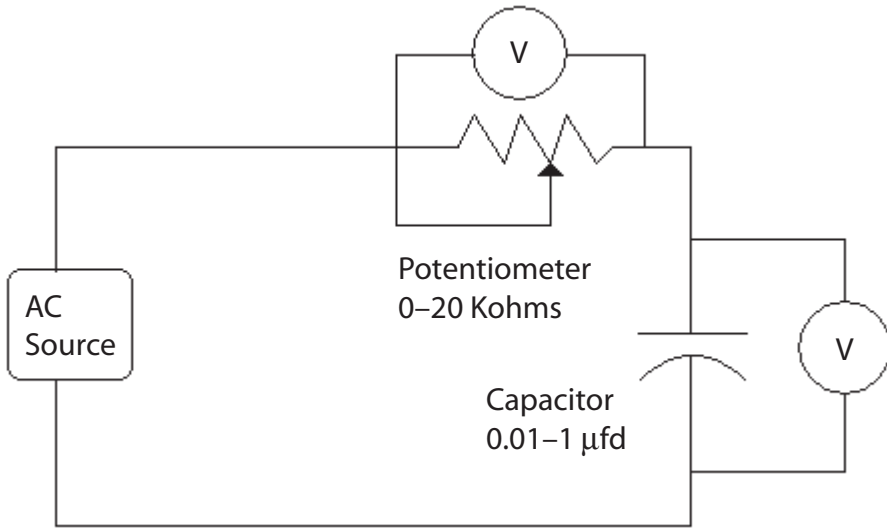 V
Potentiometer
0–20 Kohms
AC
Source
V
Capacitor
0.01–1 μfd